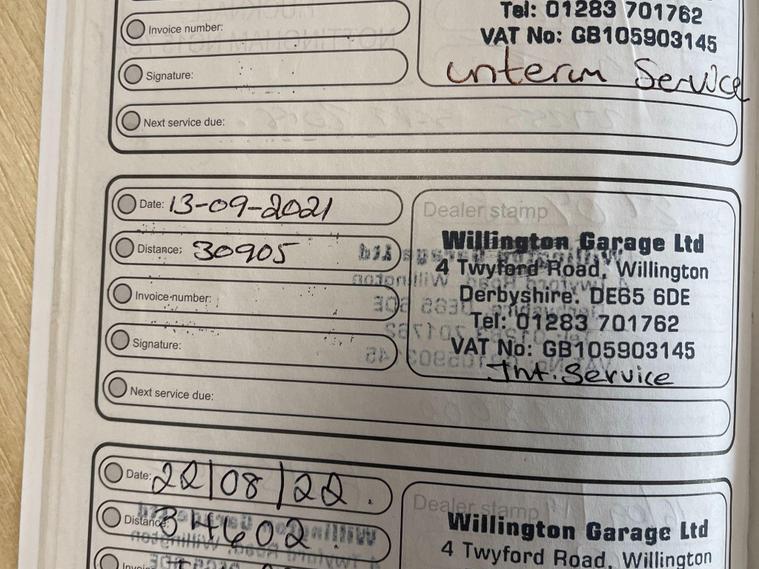 Tel: 01283 701762
Invoice number:
VAT No: GB105903145
Signature:
interim Service
Next service due:
Date: 13-09-2021
Dealer stamp
Distance: 30905
Willington Garage Ltd
4 Twyford Road, Willington
Invoice number:
Derbyshire. DE65 6DE
Tel: 01283 701762
Signature:
VAT No: GB105903145
Int. Service
Next service due:
Date: 22/08/22.
Dealer stamp
Distance: 34602
Willington Garage Ltd
4 Twyford Road, Willington